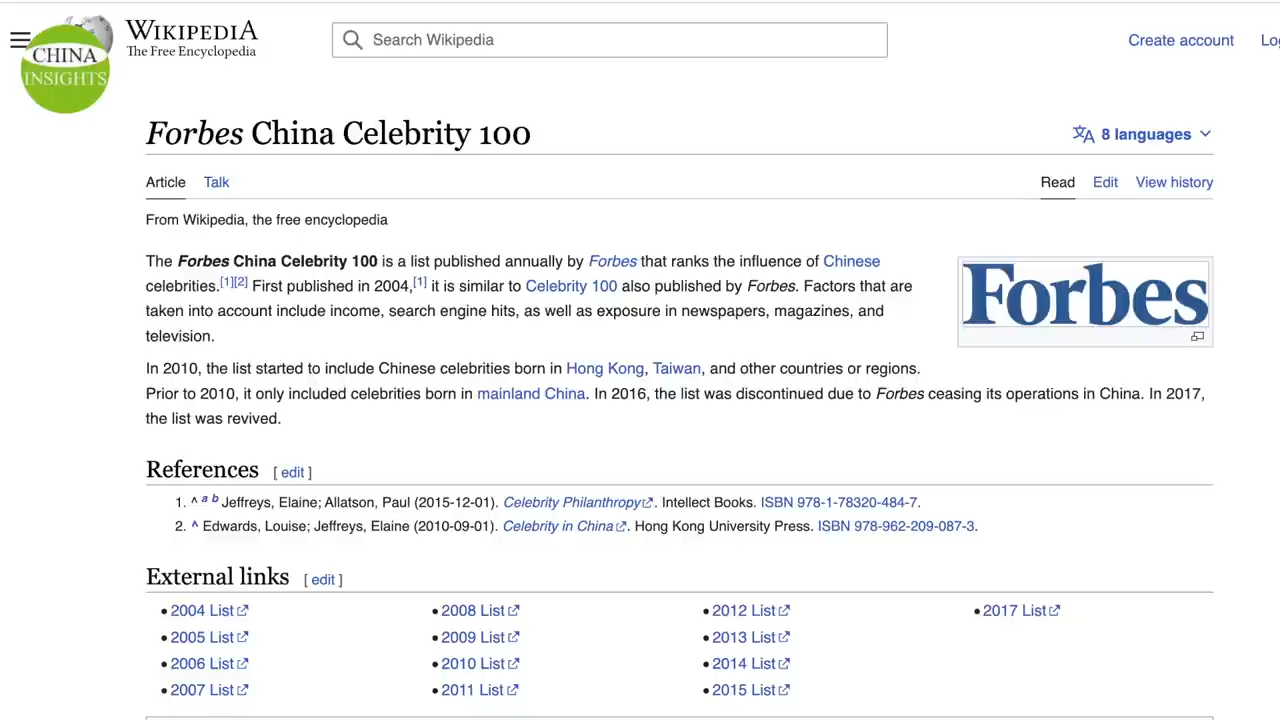 WIKIPEDIA
The Free Encyclopedia
CHINA
INSIGHTS
Search Wikipedia
Create account
Forbes China Celebrity 100
8 languages
Article Talk
Read Edit View history
From Wikipedia, the free encyclopedia
The Forbes China Celebrity 100 is a list published annually by Forbes that ranks the influence of Chinese
celebrities.[1][2] First published in 2004,[1] it is similar to Celebrity 100 also published by Forbes. Factors that are
taken into account include income, search engine hits, as well as exposure in newspapers, magazines, and
television.
Forbes
In 2010, the list started to include Chinese celebrities born in Hong Kong, Taiwan, and other countries or regions.
Prior to 2010, it only included celebrities born in mainland China. In 2016, the list was discontinued due to Forbes ceasing its operations in China. In 2017,
the list was revived.
References [ edit ]
1. ^ a b Jeffreys, Elaine; Allatson, Paul (2015-12-01). Celebrity Philanthropy. Intellect Books. ISBN 978-1-78320-484-7.
2. ^ Edwards, Louise; Jeffreys, Elaine (2010-09-01). Celebrity in China. Hong Kong University Press. ISBN 978-962-209-087-3.
External links [ edit ]
• 2004 List
• 2005 List
• 2006 List
• 2007 List
• 2008 List
• 2009 List
• 2010 List
• 2011 List
• 2012 List
• 2013 List
• 2014 List
• 2015 List
• 2017 List